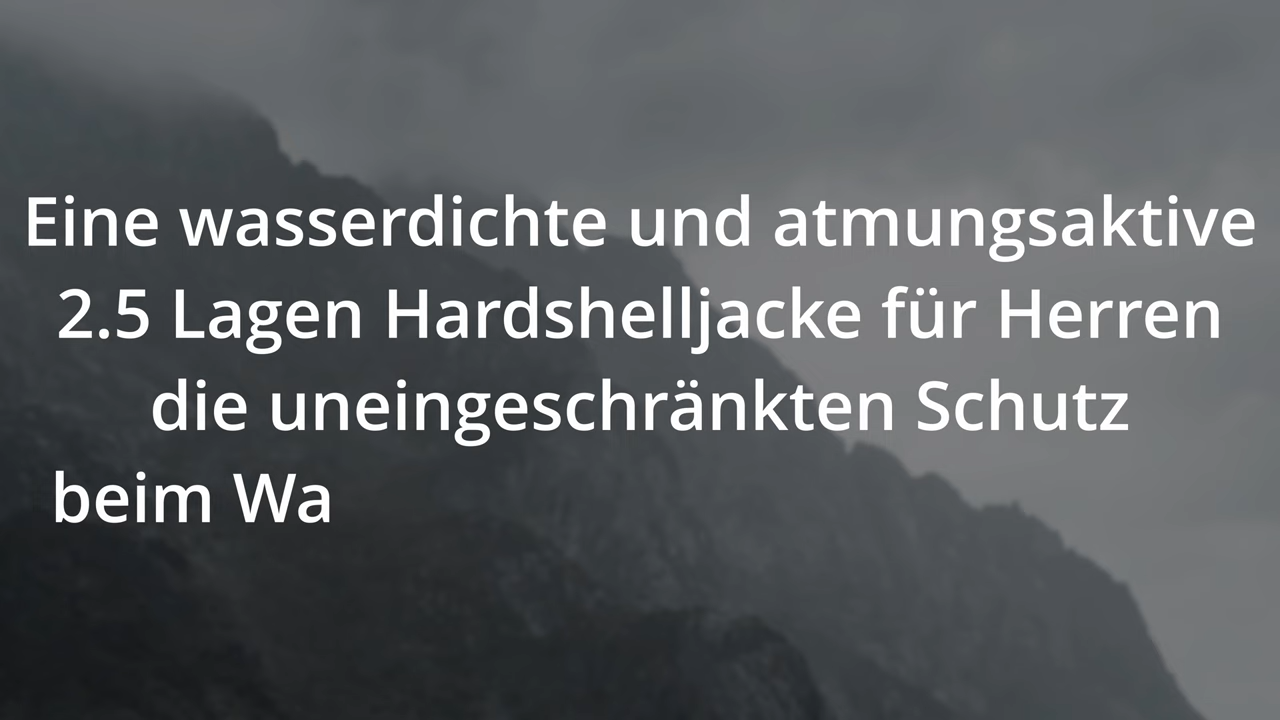 Eine wasserdichte und atmungsaktive
2.5 Lagen Hardshelljacke für Herren
die uneingeschränkten Schutz
beim Wa